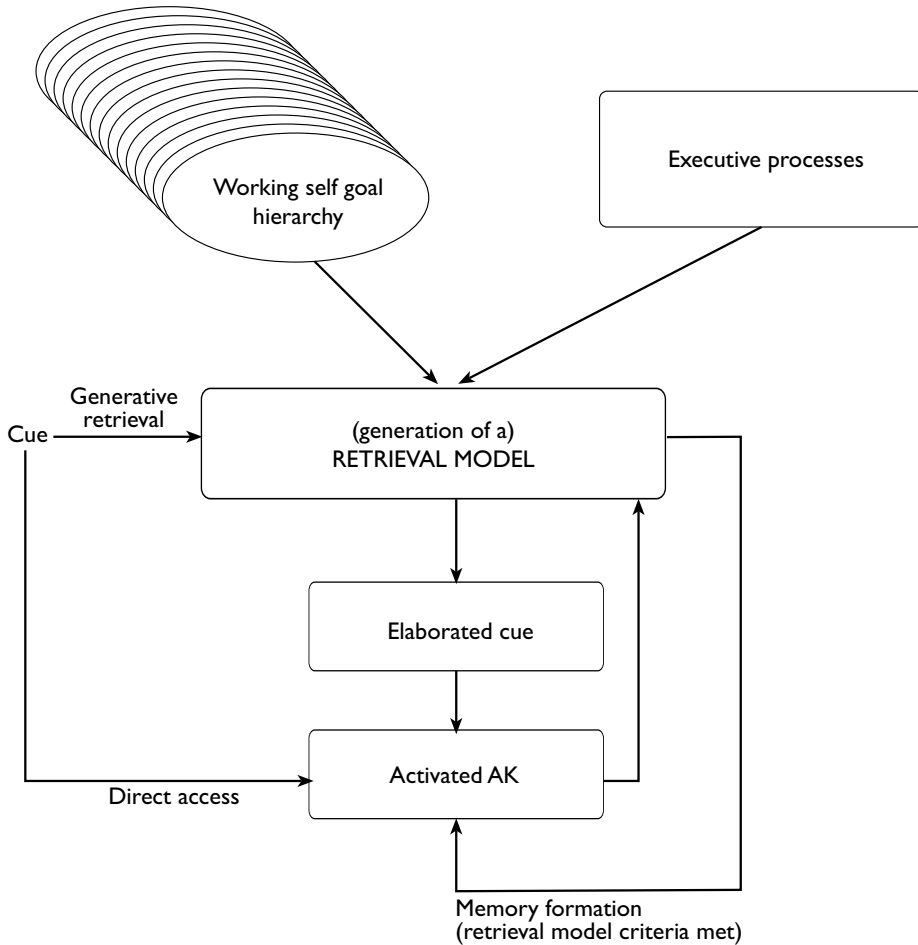 Working self goal
hierarchy
Executive processes
Generative
retrieval
Cue
(generation of a)
RETRIEVAL MODEL
Elaborated cue
Activated AK
Direct access
Memory formation
(retrieval model criteria met)